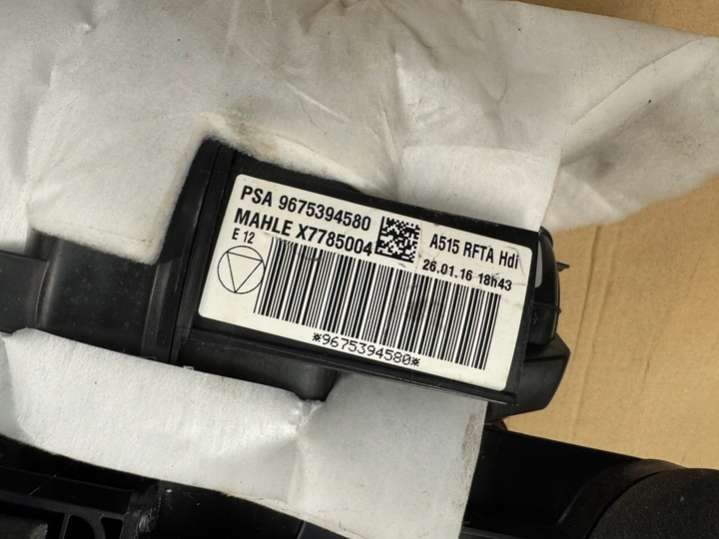 PSA 9675394580
MAHLE X7785004
E 12
A515 RFTA Hdi
26.01.16 18h43
*9675394580*